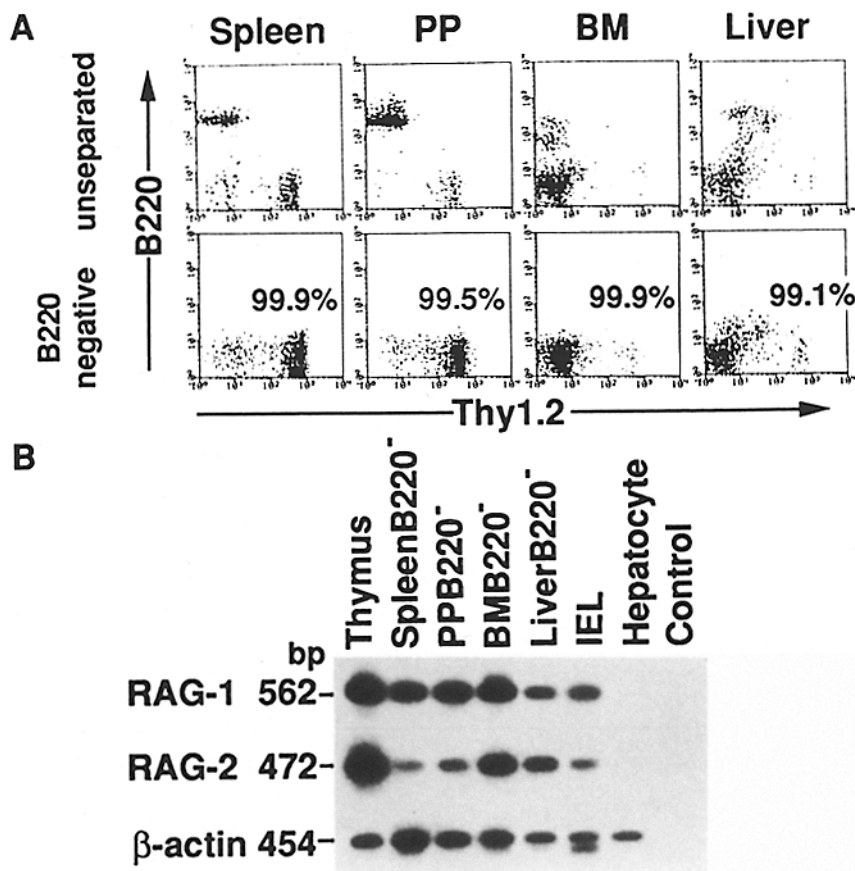 A
Spleen PP BM Liver
unseparated
B220
B220 negative
99.9% 99.5% 99.9% 99.1%
Thy1.2
B
Thymus
SpleenB220⁻
PPB220⁻
BMB220⁻
LiverB220⁻
IEL
Hepatocyte
Control
bp
RAG-1 562
RAG-2 472
β-actin 454